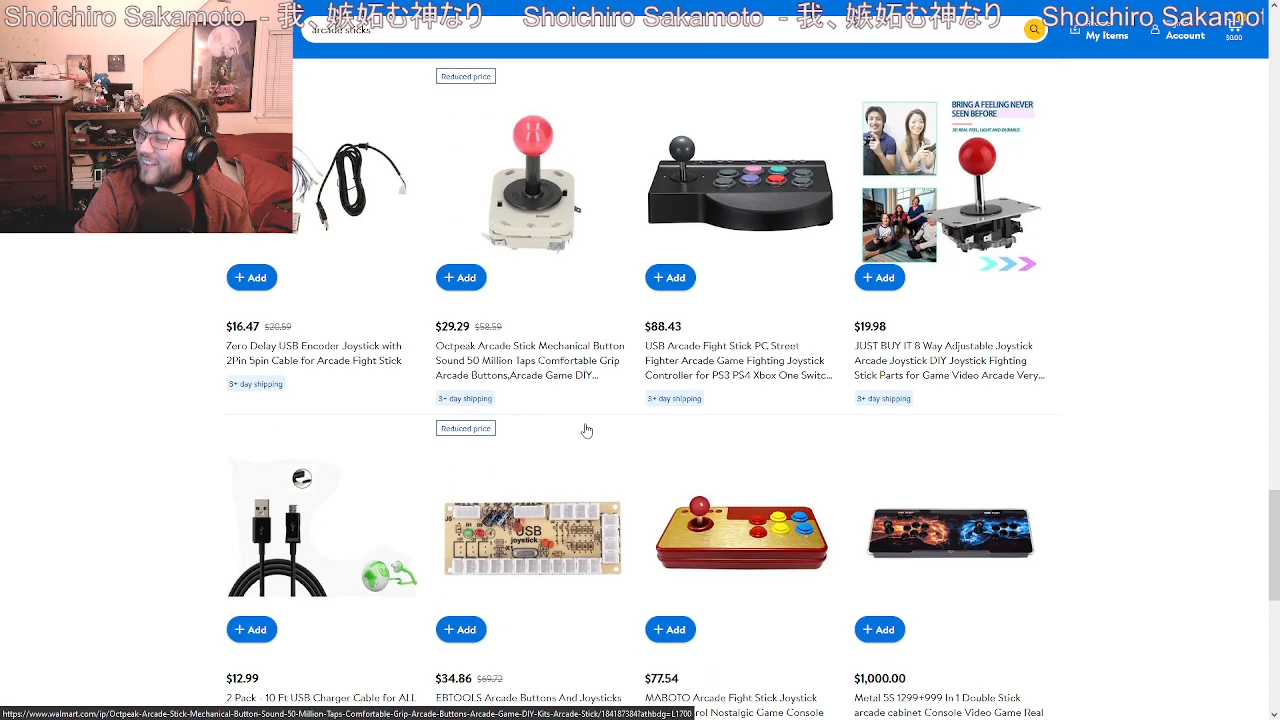 Shoichiro Sakamoto - 我、嫉妬む神なり Shoichiro Sakamoto - 我、嫉妬む神なり Shoichiro Sakamot
arcade sticks
My Items
Account
$0.00
Reduced price
BRING A FEELING NEVER
SEEN BEFORE
3D REAL FEEL, LIGHT AND DURABLE.
+ Add
+ Add
+ Add
+ Add
$16.47 $20.59
Zero Delay USB Encoder Joystick with
2Pin 5pin Cable for Arcade Fight Stick
3+ day shipping
$29.29 $58.59
Octpeak Arcade Stick Mechanical Button
Sound 50 Million Taps Comfortable Grip
Arcade Buttons,Arcade Game DIY...
3+ day shipping
$88.43
USB Arcade Fight Stick PC Street
Fighter Arcade Game Fighting Joystick
Controller for PS3 PS4 Xbox One Switc...
3+ day shipping
$19.98
JUST BUY IT 8 Way Adjustable Joystick
Arcade Joystick DIY Joystick Fighting
Stick Parts for Game Video Arcade Very...
3+ day shipping
Reduced price
USB
joystick
+ Add
+ Add
+ Add
+ Add
$12.99
2 Pack - 10 Ft USB Charger Cable for ALL
$34.86 $69.72
EBTOOLS Arcade Buttons And Joysticks
$77.54
MABOTO Arcade Fight Stick Joystick
rol Nostalgic Game Console
$1,000.00
Metal 5S 1299+999 In 1 Double Stick
arcade cabinet Console Video Game Real
https://www.walmart.com/ip/Octpeak-Arcade-Stick-Mechanical-Button-Sound-50-Million-Taps-Comfortable-Grip-Arcade-Buttons-Arcade-Game-DIY-Kits-Arcade-Stick/184187384?athbdg=L1700